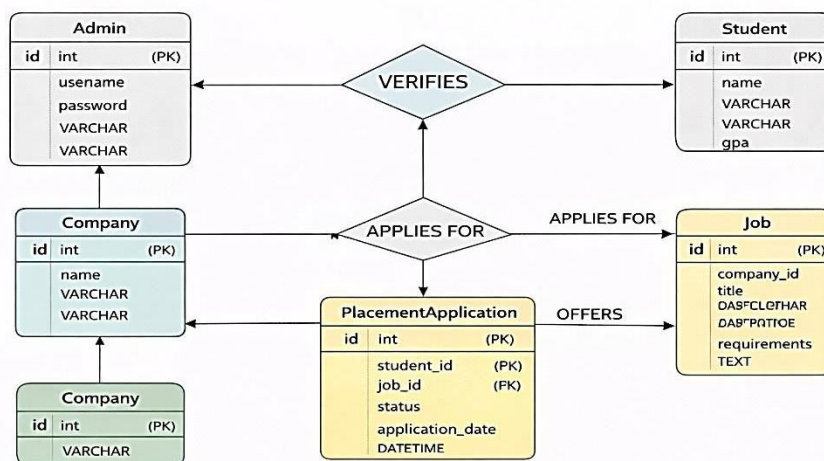 Admin
id int (PK)
usename
password
VARCHAR
VARCHAR
VERIFIES
Student
id int (PK)
name
VARCHAR
VARCHAR
gpa
Company
id int (PK)
name
VARCHAR
VARCHAR
APPLIES FOR
APPLIES FOR
Job
id int (PK)
company_id
title
requirements
TEXT
PlacementApplication
id int (PK)
student_id (PK)
job_id (PK)
status
application_date
DATETIME
OFFERS
Company
id int (PK)
VARCHAR